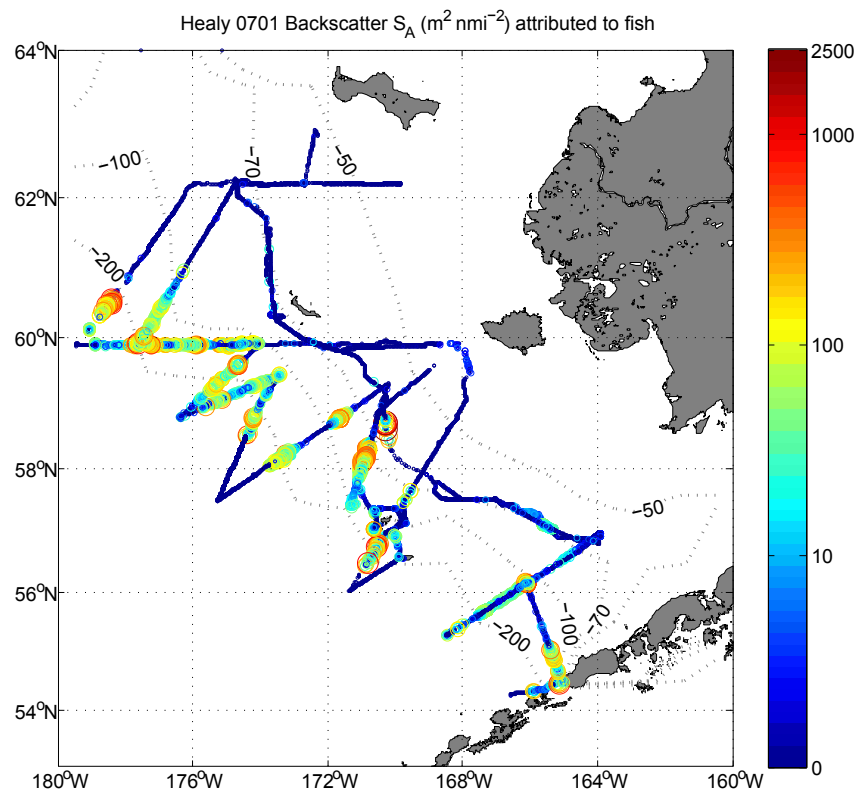 Healy 0701 Backscatter S_A (m² nmi⁻²) attributed to fish
64°N
62°N
60°N
58°N
56°N
54°N
180°W
176°W
172°W
168°W
164°W
160°W
−100
−70
−50
−200
−50
−100
−70
−200
2500
1000
100
10
0